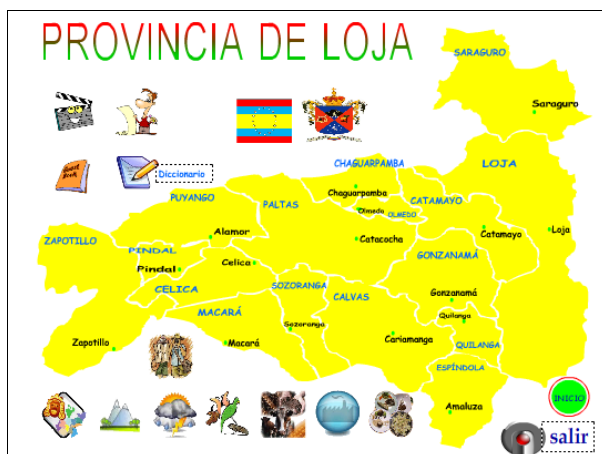 PROVINCIA DE LOJA
SARAGURO
Saraguro
Diccionario
CHAGUARPAMBA
LOJA
Chaguarpamba
PUYANGO
PALTAS
CATAMAYO
Olmedo
OLMEDO
ZAPOTILLO
Alamor
Catacocha
Catamayo
Loja
PINDAL
Pindal
Celica
GONZANAMÁ
CELICA
SOZORANGA
CALVAS
Gonzanamá
MACARÁ
Quilanga
Sozoranga
Zapotillo
Macará
Cariamanga
QUILANGA
ESPÍNDOLA
INICIO
Amaluza
salir